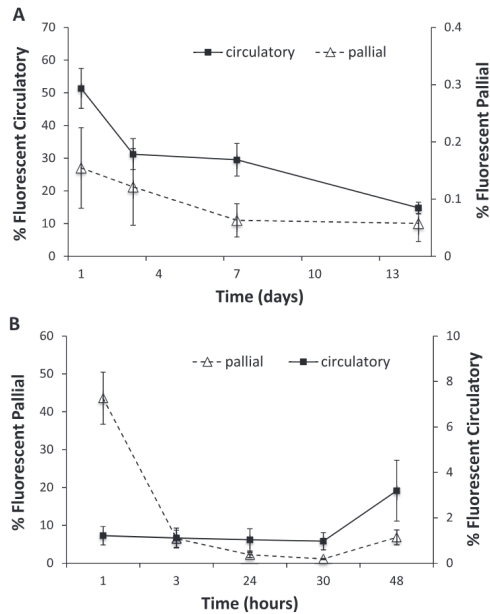 A
% Fluorescent Circulatory
70
60
50
40
30
20
10
0
circulatory
pallial
% Fluorescent Pallial
0.4
0.3
0.2
0.1
0
1 4 7 10 13
Time (days)
B
% Fluorescent Pallial
60
50
40
30
20
10
0
pallial
circulatory
% Fluorescent Circulatory
10
8
6
4
2
0
1 3 24 30 48
Time (hours)